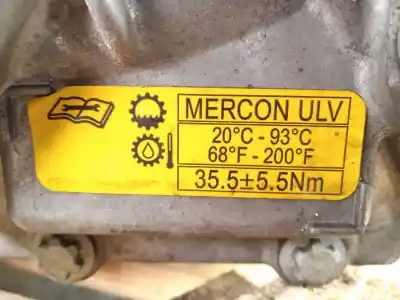 MERCON ULV
20°C - 93°C
68°F - 200°F
35.5±5.5Nm